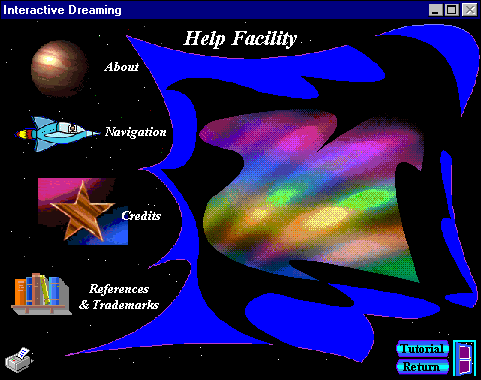 Interactive Dreaming
Help Facility
About
Navigation
Credits
References
& Trademarks
Tutorial
Return